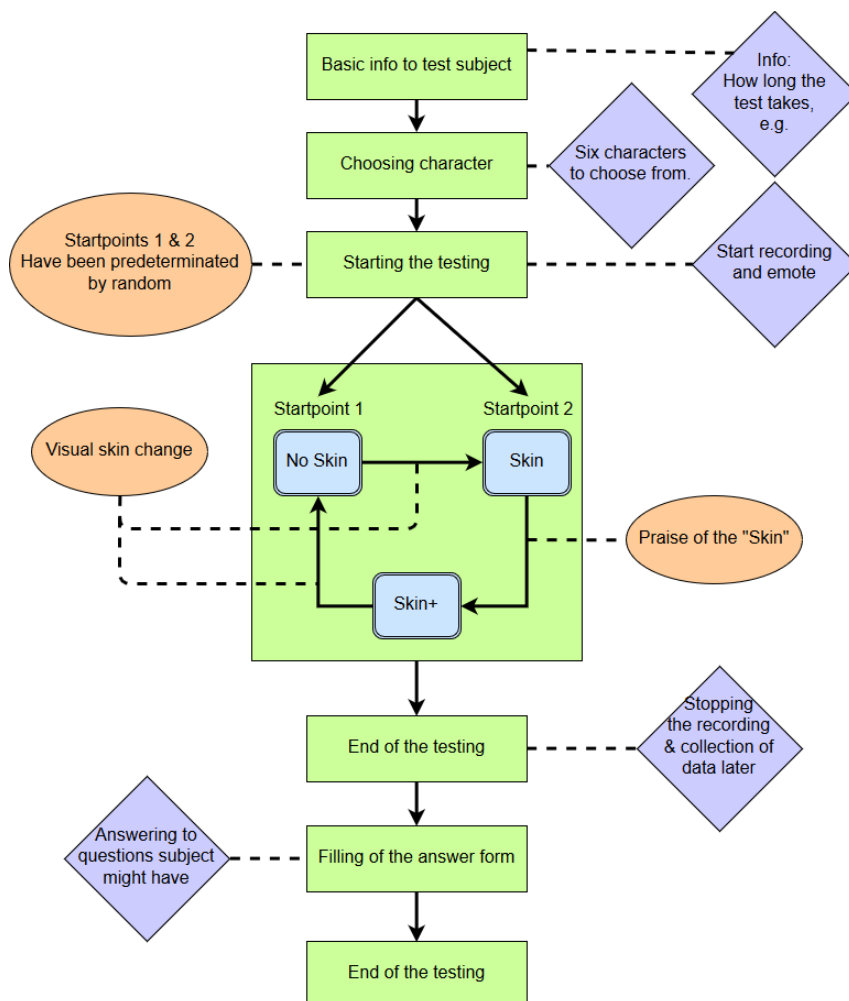 Basic info to test subject
Info:
How long the
test takes,
e.g.
Choosing character
Six characters
to choose from.
Startpoints 1 & 2
Have been predeterminated
by random
Starting the testing
Start recording
and emote
Startpoint 1
Startpoint 2
Visual skin change
No Skin
Skin
Praise of the "Skin"
Skin+
End of the testing
Stopping
the recording
& collection of
data later
Answering to
questions subject
might have
Filling of the answer form
End of the testing